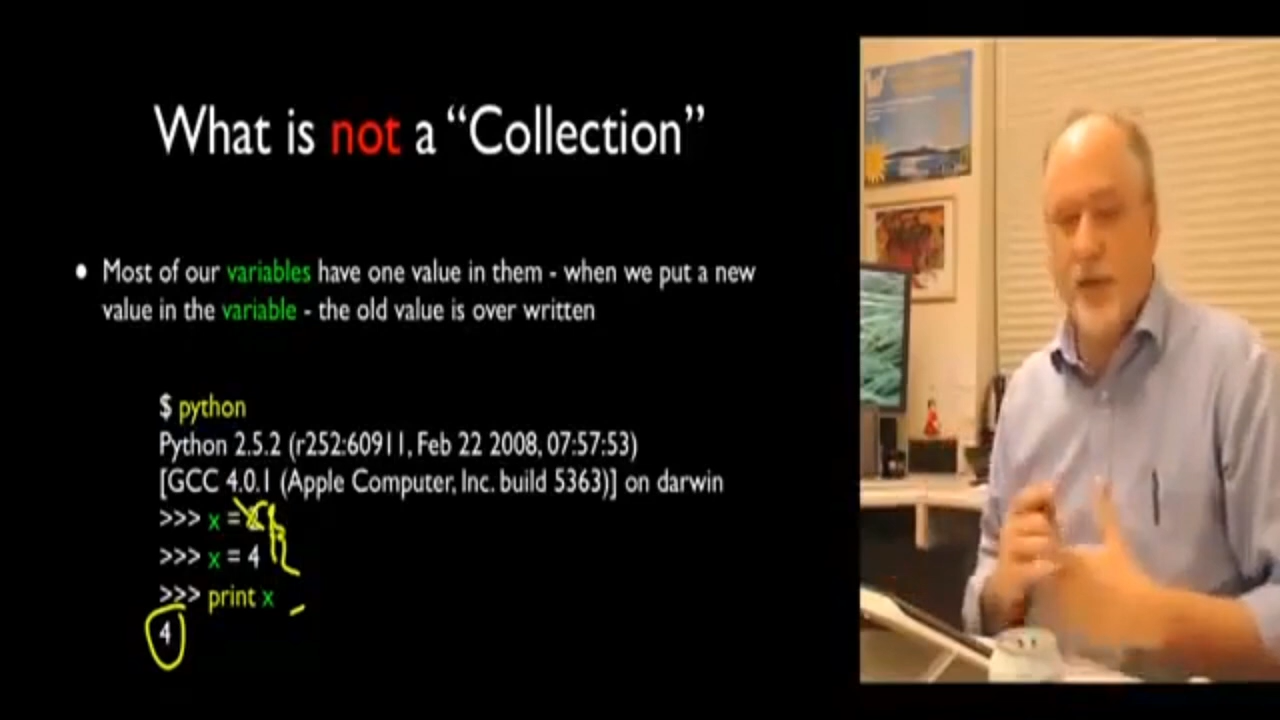 What is not a “Collection”
• Most of our variables have one value in them - when we put a new
value in the variable - the old value is over written
$ python
Python 2.5.2 (r252:60911, Feb 22 2008, 07:57:53)
[GCC 4.0.1 (Apple Computer, Inc. build 5363)] on darwin
>>> x =
>>> x = 4
>>> print x
4